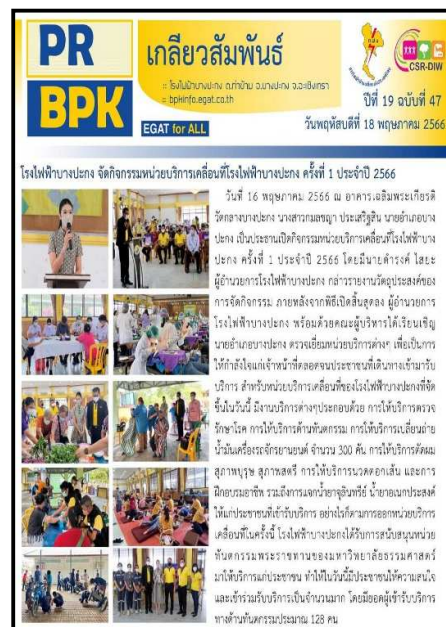 PR
BPK
เกลียวสัมพันธ์
:: โรงไฟฟ้าบางปะกง ต.ท่าข้าม อ.บางปะกง จ.ฉะเชิงเทรา
:: bpkinfo.egat.co.th
EGAT for ALL
CSR-DIW
ปีที่ 19 ฉบับที่ 47
วันพฤหัสบดีที่ 18 พฤษภาคม 2566
โรงไฟฟ้าบางปะกง จัดกิจกรรมหน่วยบริการเคลื่อนที่โรงไฟฟ้าบางปะกง ครั้งที่ 1 ประจำปี 2566
วันที่ 16 พฤษภาคม 2566 ณ อาคารเฉลิมพระเกียรติ
วัดกลางบางปะกง นางสาวกมลชญา ประเสริฐสิน นายอำเภอบาง
ปะกง เป็นประธานเปิดกิจกรรมหน่วยบริการเคลื่อนที่โรงไฟฟ้าบาง
ปะกง ครั้งที่ 1 ประจำปี 2566 โดยมีนายดำรงค์ ไสยะ
ผู้อำนวยการโรงไฟฟ้าบางปะกง กล่าวรายงานวัตถุประสงค์ของ
การจัดกิจกรรม ภายหลังจากพิธีเปิดสิ้นสุดลง ผู้อำนวยการ
โรงไฟฟ้าบางปะกง พร้อมด้วยคณะผู้บริหารได้เรียนเชิญ
นายอำเภอบางปะกง ตรวจเยี่ยมหน่วยบริการต่างๆ เพื่อเป็นการ
ให้กำลังใจแก่เจ้าหน้าที่ตลอดจนประชาชนที่เดินทางเข้ามารับ
บริการ สำหรับหน่วยบริการเคลื่อนที่ของโรงไฟฟ้าบางปะกงที่จัด
ขึ้นในวันนี้ มีงานบริการต่างๆประกอบด้วย การให้บริการตรวจ
รักษาโรค การให้บริการด้านทันตกรรม การให้บริการเปลี่ยนถ่าย
น้ำมันเครื่องรถจักรยานยนต์ จำนวน 300 คัน การให้บริการตัดผม
สุภาพบุรุษ สุภาพสตรี การให้บริการนวดตอกเส้น และการ
ฝึกอบรมอาชีพ รวมถึงการแจกน้ำยาจุลินทรีย์ น้ำยาอเนกประสงค์
ให้แก่ประชาชนที่เข้ารับบริการ อย่างไรก็ตามการออกหน่วยบริการ
เคลื่อนที่ในครั้งนี้ โรงไฟฟ้าบางปะกงได้รับการสนับสนุนหน่วย
ทันตกรรมพระราชทานของมหาวิทยาลัยธรรมศาสตร์
มาให้บริการแก่ประชาชน ทำให้ในวันนี้มีประชาชนให้ความสนใจ
และเข้าร่วมรับบริการเป็นจำนวนมาก โดยมียอดผู้เข้ารับบริการ
ทางด้านทันตกรรมประมาณ 128 คน